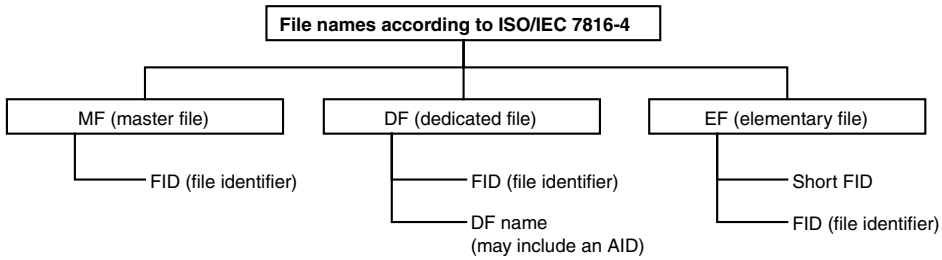 File names according to ISO/IEC 7816-4
MF (master file)
DF (dedicated file)
EF (elementary file)
FID (file identifier)
FID (file identifier)
DF name
(may include an AID)
Short FID
FID (file identifier)